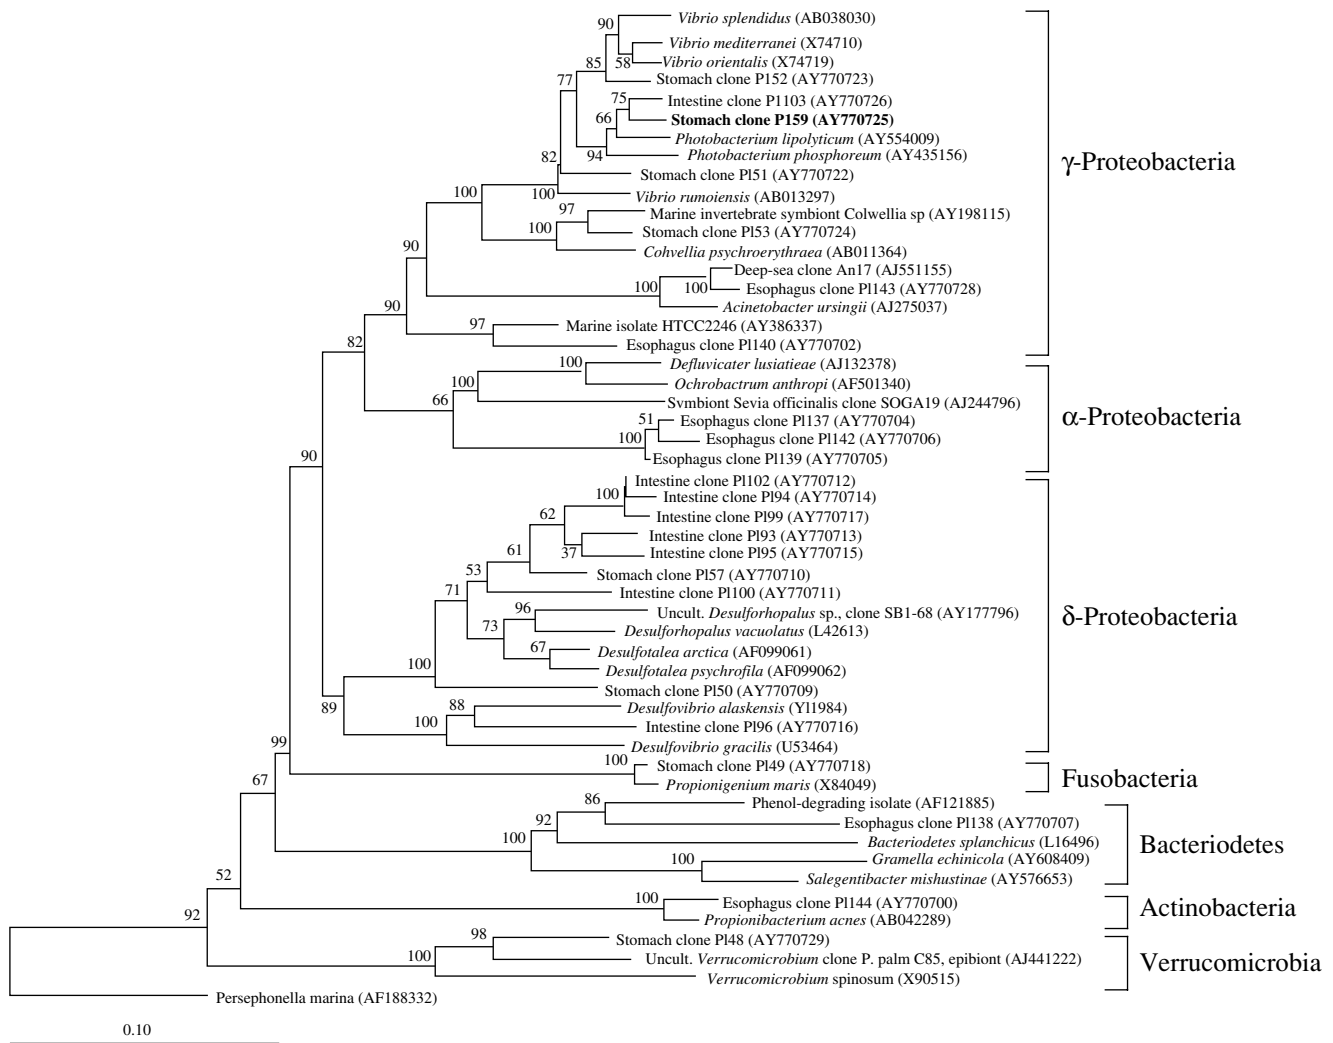 90 Vibrio splendidus (AB038030)
Vibrio mediterranei (X74710)
85 58 Vibrio orientalis (X74719)
77 Stomach clone P152 (AY770723)
75 Intestine clone P1103 (AY770726)
66 Stomach clone P159 (AY770725)
Photobacterium lipolyticum (AY554009)
82 94 Photobacterium phosphoreum (AY435156)
Stomach clone Pl51 (AY770722)
100 100 Vibrio rumoiensis (AB013297)
97 Marine invertebrate symbiont Colwellia sp (AY198115)
100 Stomach clone Pl53 (AY770724)
90 Cohvellia psychroerythraea (AB011364)
Deep-sea clone An17 (AJ551155)
100 100 Esophagus clone Pl143 (AY770728)
90 Acinetobacter ursingii (AJ275037)
97 Marine isolate HTCC2246 (AY386337)
82 Esophagus clone Pl140 (AY770702)
γ-Proteobacteria
100 Defluvicater lusiatieae (AJ132378)
100 Ochrobactrum anthropi (AF501340)
66 Svmbiont Sevia officinalis clone SOGA19 (AJ244796)
51 Esophagus clone Pl137 (AY770704)
100 Esophagus clone Pl142 (AY770706)
90 Esophagus clone Pl139 (AY770705)
α-Proteobacteria
Intestine clone Pl102 (AY770712)
100 Intestine clone Pl94 (AY770714)
62 Intestine clone Pl99 (AY770717)
Intestine clone Pl93 (AY770713)
61 37 Intestine clone Pl95 (AY770715)
53 Stomach clone Pl57 (AY770710)
71 Intestine clone Pl100 (AY770711)
96 Uncult. Desulforhopalus sp., clone SB1-68 (AY177796)
73 Desulforhopalus vacuolatus (L42613)
67 Desulfotalea arctica (AF099061)
100 Desulfotalea psychrofila (AF099062)
Stomach clone Pl50 (AY770709)
89 88 Desulfovibrio alaskensis (Yl1984)
100 Intestine clone Pl96 (AY770716)
99 Desulfovibrio gracilis (U53464)
δ-Proteobacteria
100 Stomach clone Pl49 (AY770718)
67 Propionigenium maris (X84049)
Fusobacteria
86 Phenol-degrading isolate (AF121885)
92 Esophagus clone Pl138 (AY770707)
100 Bacteriodetes splanchicus (L16496)
100 Gramella echinicola (AY608409)
52 Salegentibacter mishustinae (AY576653)
Bacteriodetes
100 Esophagus clone Pl144 (AY770700)
92 Propionibacterium acnes (AB042289)
Actinobacteria
98 Stomach clone Pl48 (AY770729)
100 Uncult. Verrucomicrobium clone P. palm C85, epibiont (AJ441222)
Verrucomicrobium spinosum (X90515)
Verrucomicrobia
Persephonella marina (AF188332)
0.10